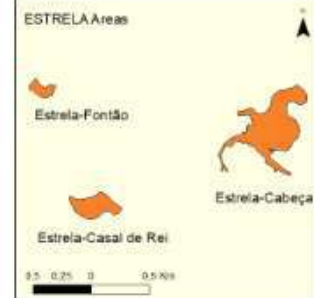 ESTRELA Areas
Estrela-Fontão
Estrela-Cabeça
Estrela-Casal de Rei
0,5 0,25 0 0,5 Km